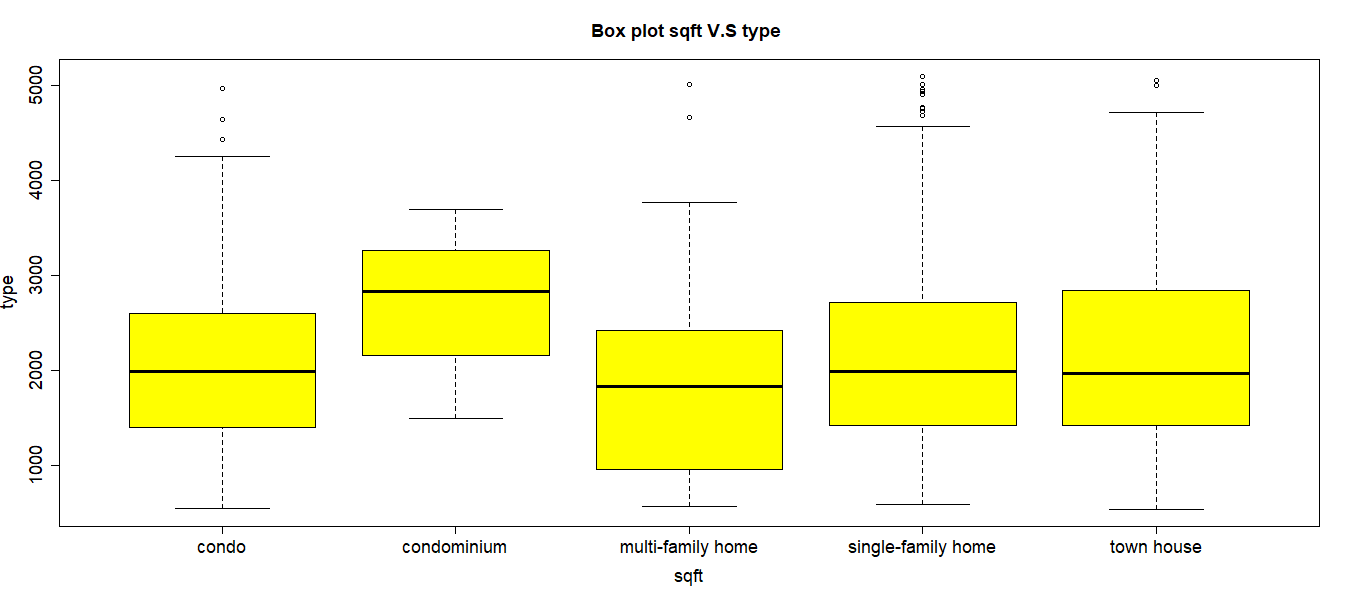 Box plot sqft V.S type
type
5000
4000
3000
2000
1000
condo condominium multi-family home single-family home town house
sqft